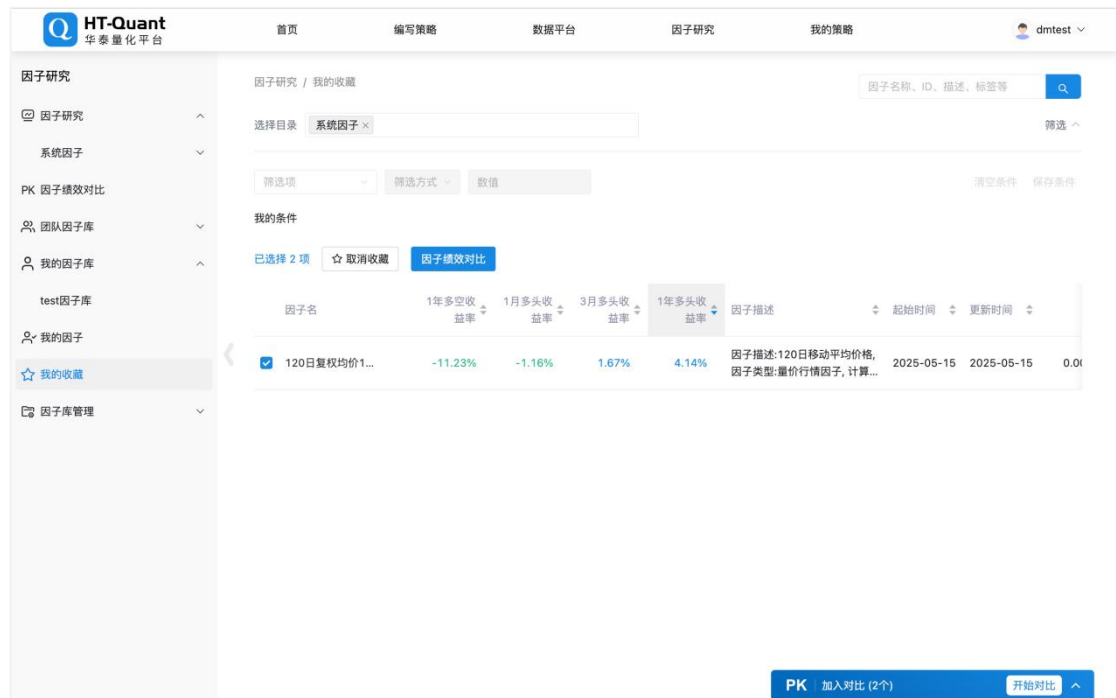 HT-Quant
华泰量化平台
首页
编写策略
数据平台
因子研究
我的策略
dmtest
因子研究
因子研究
系统因子
PK 因子绩效对比
团队因子库
我的因子库
test因子库
我的因子
我的收藏
因子库管理
因子研究 / 我的收藏
因子名称、ID、描述、标签等
选择目录
系统因子 ×
筛选
筛选项
筛选方式
数值
清空条件
保存条件
我的条件
已选择 2 项
取消收藏
因子绩效对比
因子名
1年多空收
益率
1月多头收
益率
3月多头收
益率
1年多头收
益率
因子描述
起始时间
更新时间
120日复权均价1...
-11.23%
-1.16%
1.67%
4.14%
因子描述:120日移动平均价格,
因子类型:量价行情因子, 计算...
2025-05-15
2025-05-15
0.00
PK
加入对比 (2个)
开始对比